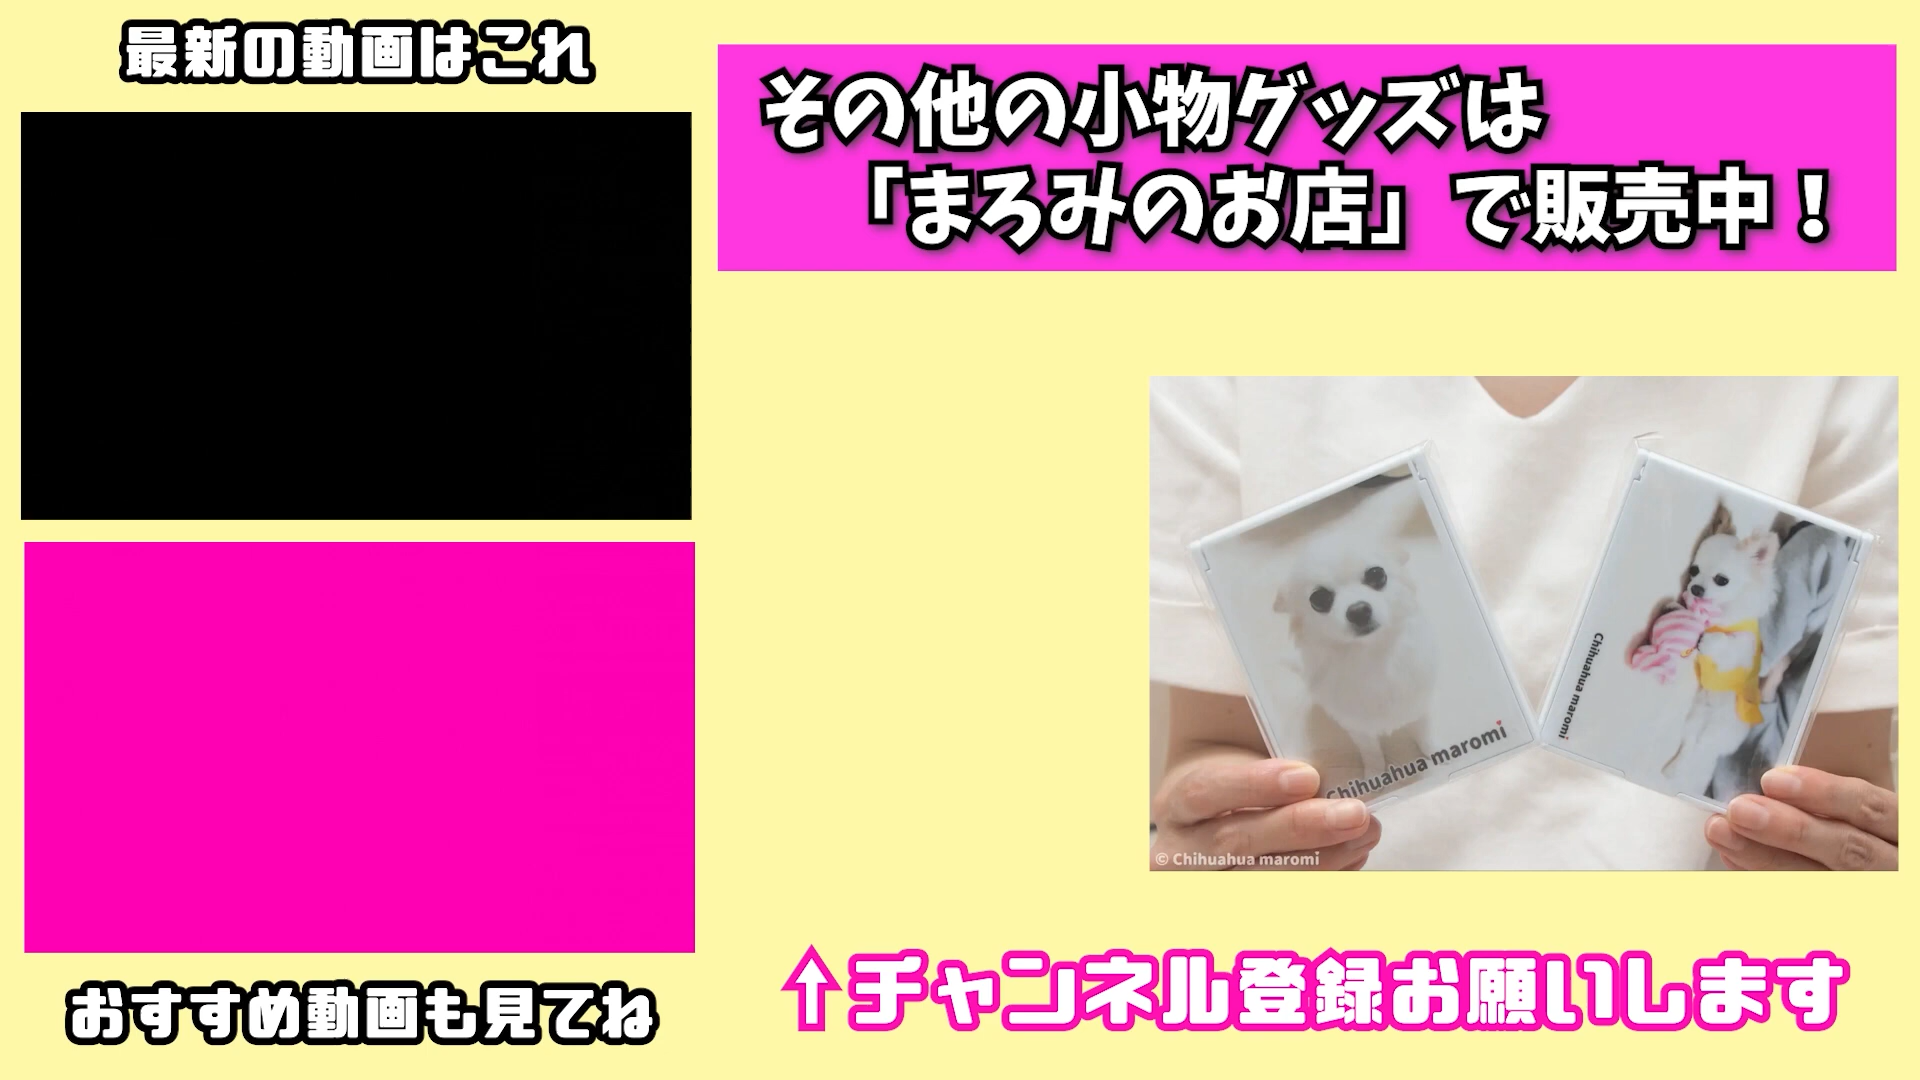 最新の動画はこれ
その他の小物グッズは
「まろみのお店」で販売中！
Chihuahua maromi
Chihuahua maromi
© Chihuahua maromi
おすすめ動画も見てね
↑チャンネル登録お願いします